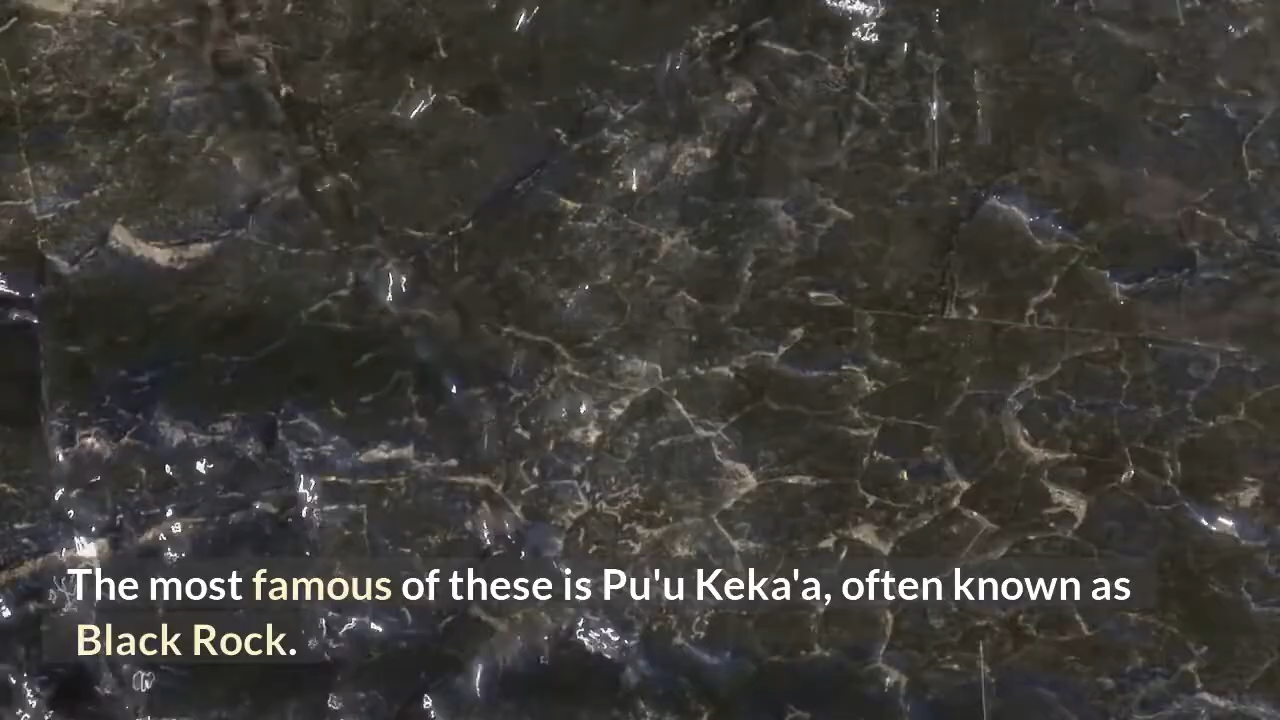 The most famous of these is Pu'u Keka'a, often known as
Black Rock.